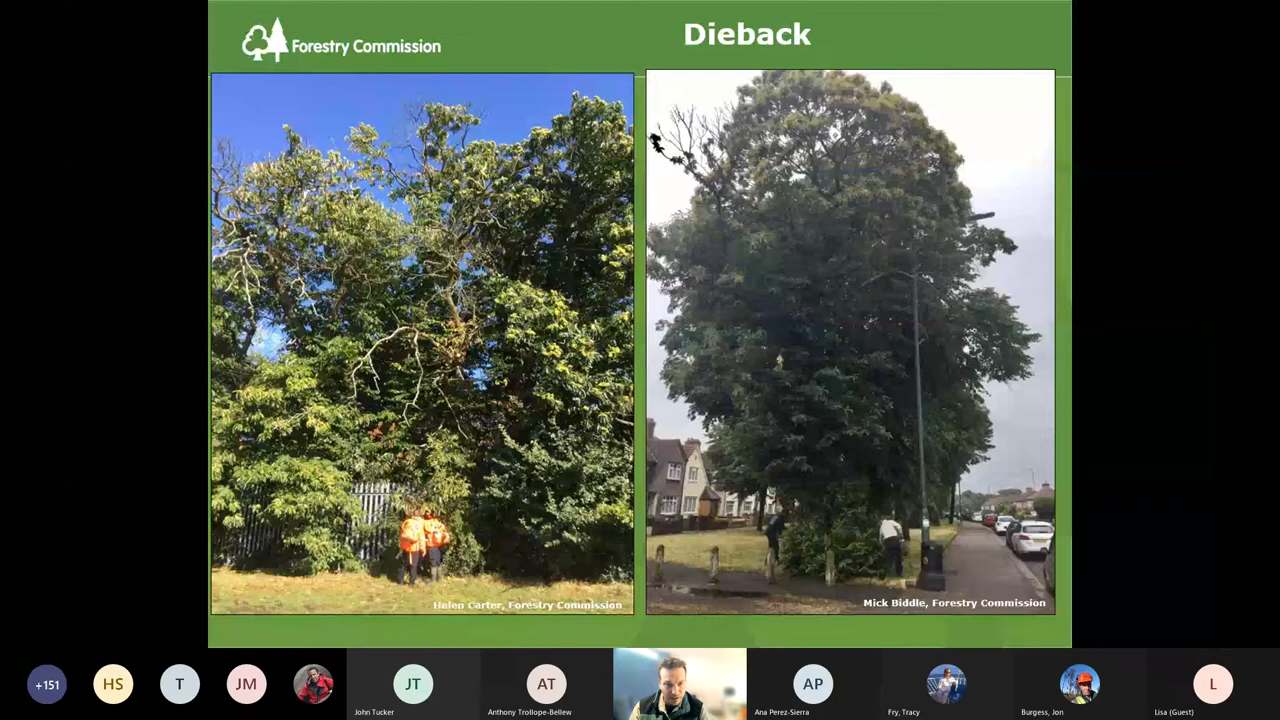 Forestry Commission
Dieback
Helen Carter, Forestry Commission
Mick Biddle, Forestry Commission
+151
HS
T
JM
JT
AT
AP
L
John Tucker
Anthony Trollope-Bellew
Ana Perez-Sierra
Fry, Tracy
Burgess, Jon
Lisa (Guest)